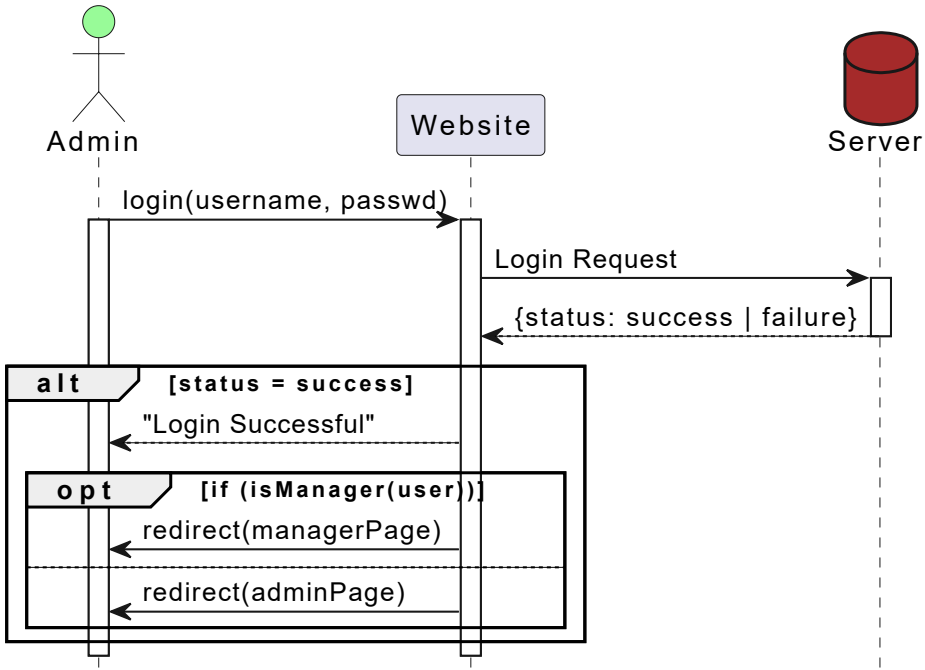 Admin
Website
Server
login(username, passwd)
Login Request
{status: success | failure}
alt [status = success]
"Login Successful"
opt [if (isManager(user))]
redirect(managerPage)
redirect(adminPage)